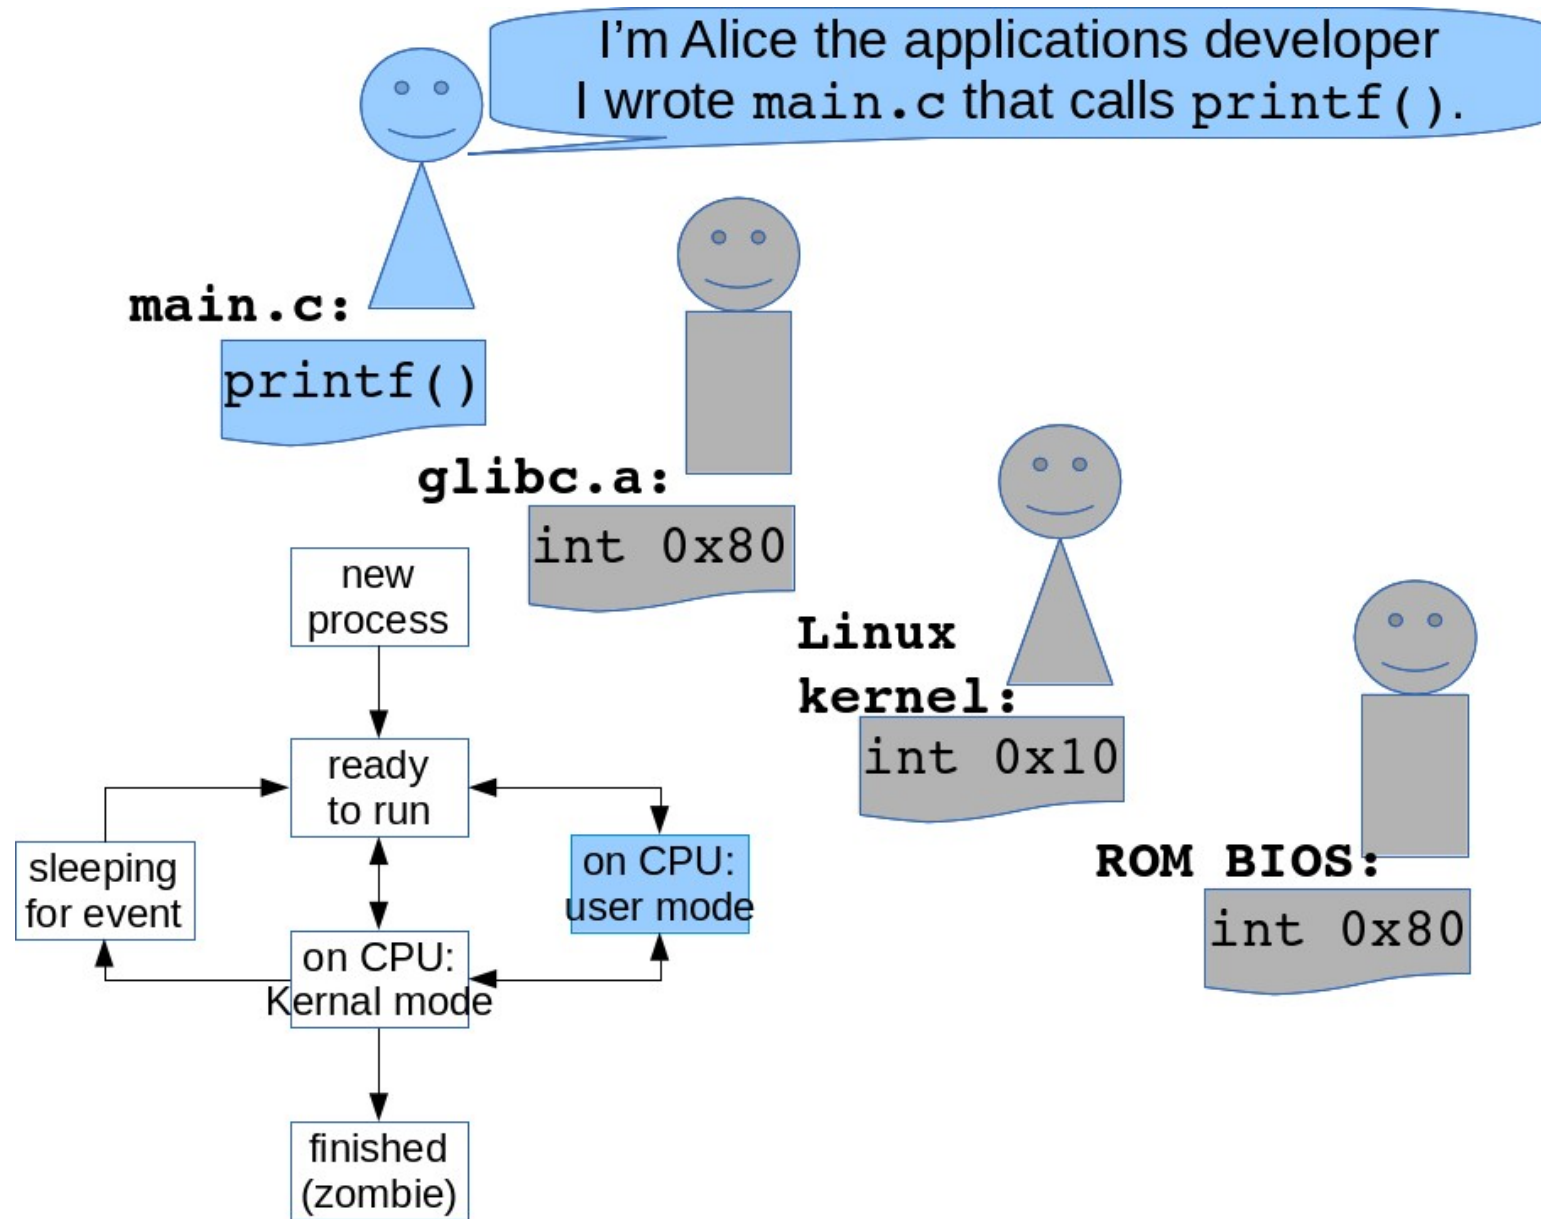 I'm Alice the applications developer
I wrote main.c that calls printf().
main.c:
printf()
glibc.a:
int 0x80
Linux
kernel:
int 0x10
ROM BIOS:
int 0x80
new
process
ready
to run
sleeping
for event
on CPU:
user mode
on CPU:
Kernal mode
finished
(zombie)